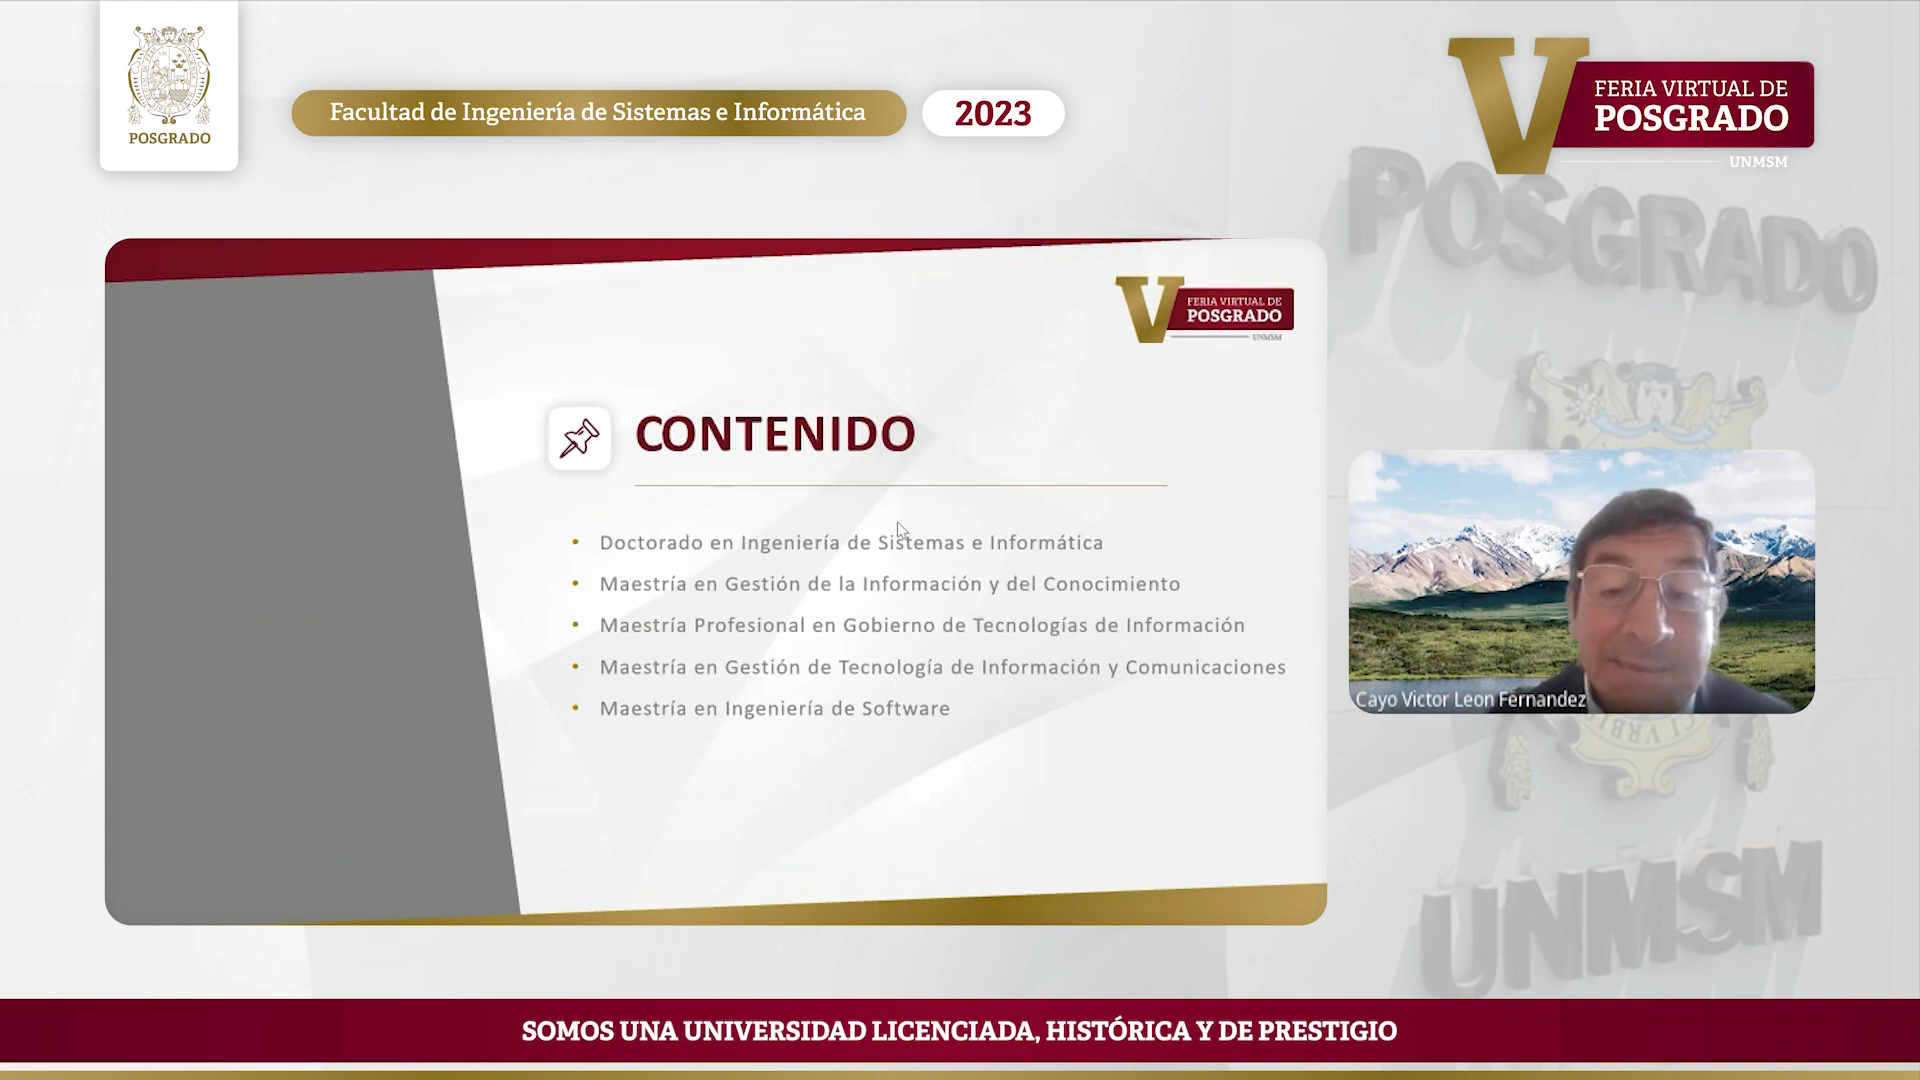 POSGRADO
Facultad de Ingeniería de Sistemas e Informática
2023
V
FERIA VIRTUAL DE
POSGRADO
UNMSM
POSGRADO
V
FERIA VIRTUAL DE
POSGRADO
UNMSM
CONTENIDO
• Doctorado en Ingeniería de Sistemas e Informática
• Maestría en Gestión de la Información y del Conocimiento
• Maestría Profesional en Gobierno de Tecnologías de Información
• Maestría en Gestión de Tecnología de Información y Comunicaciones
• Maestría en Ingeniería de Software
Cayo Victor Leon Fernandez
UNMSM
SOMOS UNA UNIVERSIDAD LICENCIADA, HISTÓRICA Y DE PRESTIGIO